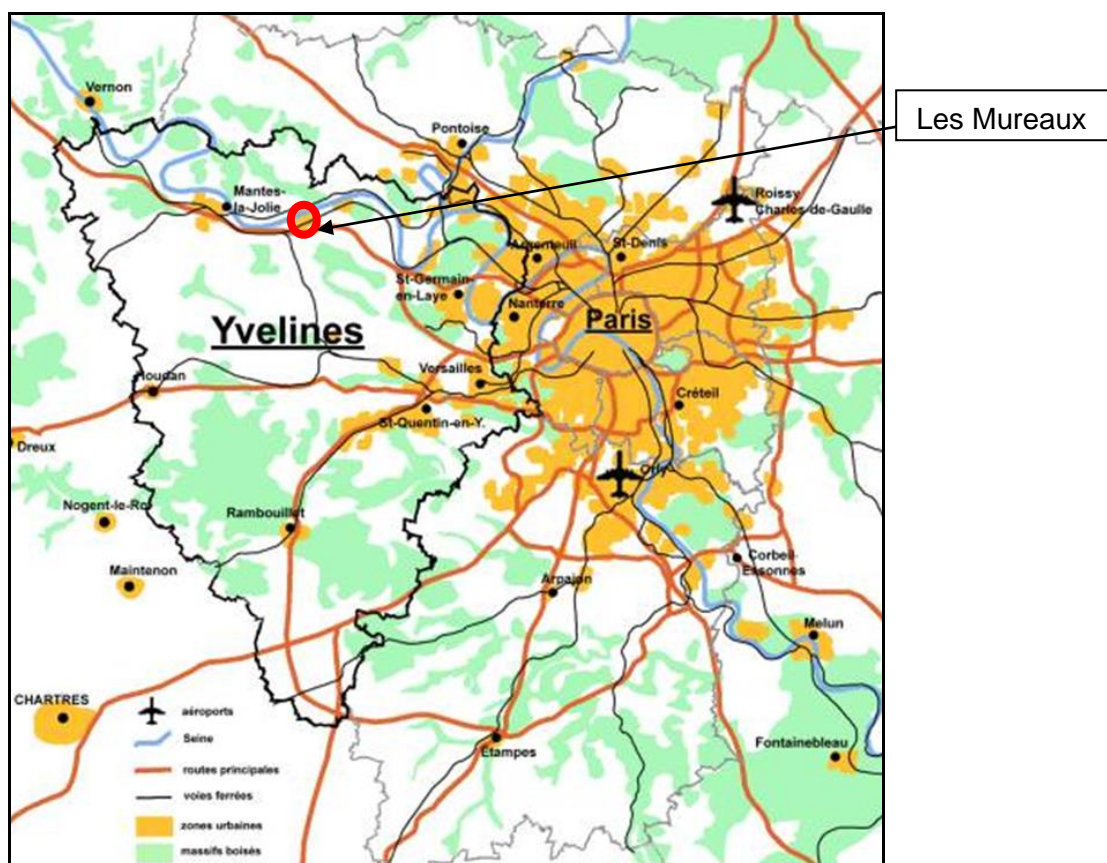 Vernon
Pontoise
Les Mureaux
Mantes-
la-Jolie
Roissy
Charles-de-Gaulle
Argenteuil
St-Denis
St-Germain-
en-Laye
Nanterre
Yvelines
Paris
Versailles
Houdan
Créteil
St-Quentin-en-Y.
Dreux
Orly
Nogent-le-Ro
Rambouillet
Corbeil-
Essonnes
Maintenon
Arpajon
Melun
CHARTRES
aéroports
Seine
Etampes
Fontainebleau
routes principales
voies ferrées
zones urbaines
massifs boisés